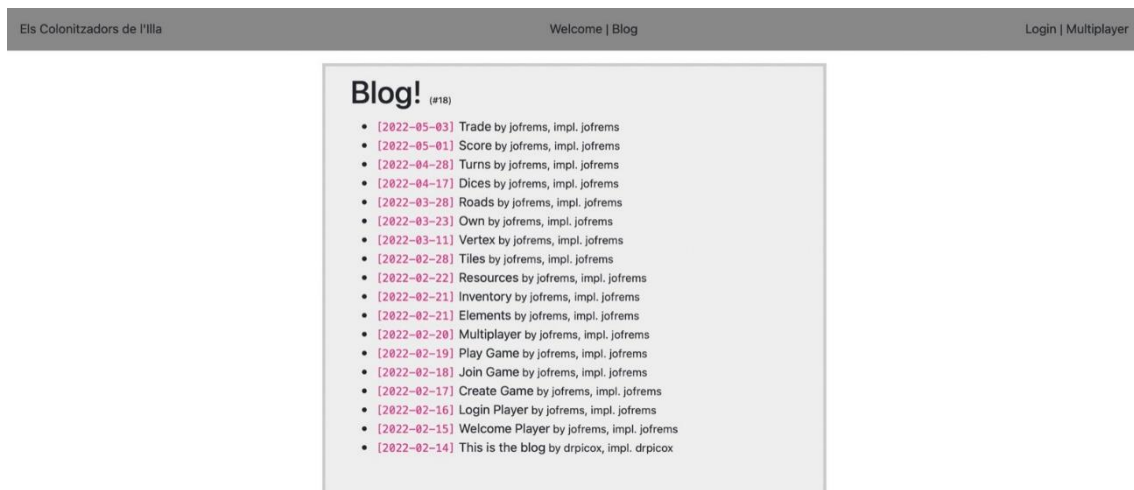 Els Colonitzadors de l'Illa
Welcome | Blog
Login | Multiplayer
Blog! (#18)
[2022-05-03] Trade by jofrems, impl. jofrems
[2022-05-01] Score by jofrems, impl. jofrems
[2022-04-28] Turns by jofrems, impl. jofrems
[2022-04-17] Dices by jofrems, impl. jofrems
[2022-03-28] Roads by jofrems, impl. jofrems
[2022-03-23] Own by jofrems, impl. jofrems
[2022-03-11] Vertex by jofrems, impl. jofrems
[2022-02-28] Tiles by jofrems, impl. jofrems
[2022-02-22] Resources by jofrems, impl. jofrems
[2022-02-21] Inventory by jofrems, impl. jofrems
[2022-02-21] Elements by jofrems, impl. jofrems
[2022-02-20] Multiplayer by jofrems, impl. jofrems
[2022-02-19] Play Game by jofrems, impl. jofrems
[2022-02-18] Join Game by jofrems, impl. jofrems
[2022-02-17] Create Game by jofrems, impl. jofrems
[2022-02-16] Login Player by jofrems, impl. jofrems
[2022-02-15] Welcome Player by jofrems, impl. jofrems
[2022-02-14] This is the blog by drpicox, impl. drpicox